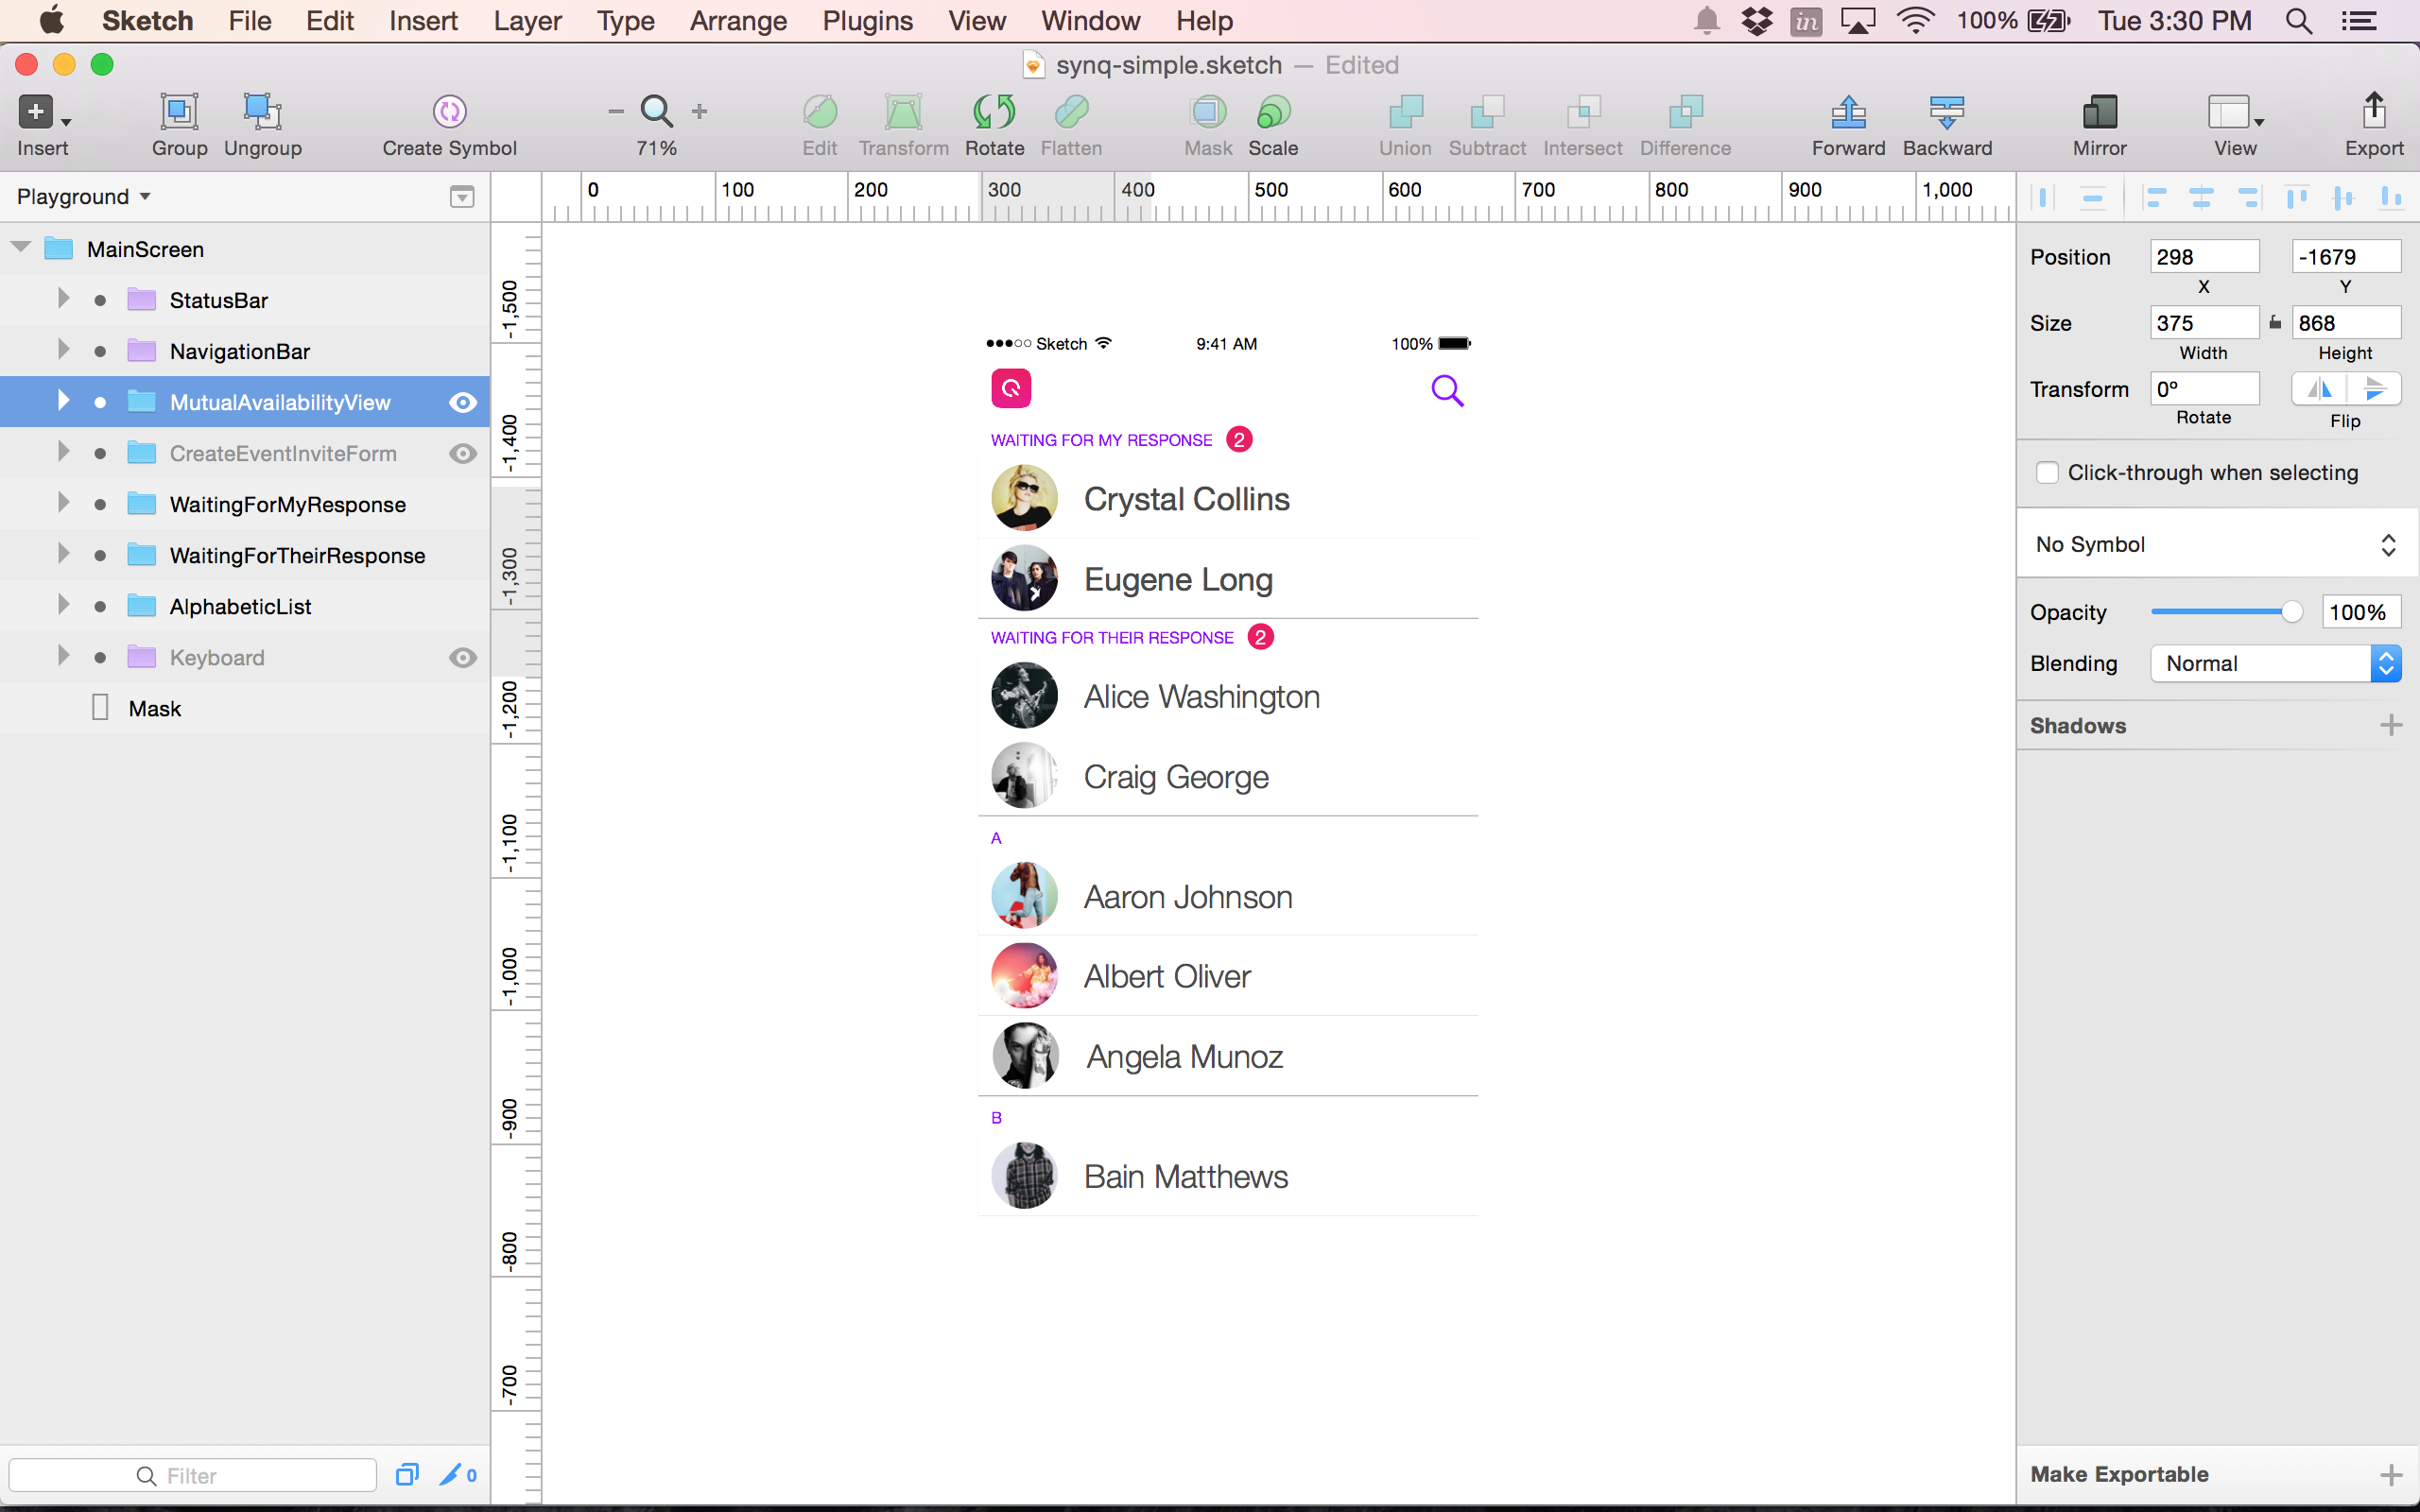 Sketch File Edit Insert Layer Type Arrange Plugins View Window Help in 100% Tue 3:30 PM
synq-simple.sketch — Edited
Insert Group Ungroup Create Symbol 71% Edit Transform Rotate Flatten Mask Scale Union Subtract Intersect Difference Forward Backward Mirror View Export
Playground
MainScreen
StatusBar
NavigationBar
MutualAvailabilityView
CreateEventInviteForm
WaitingForMyResponse
WaitingForTheirResponse
AlphabeticList
Keyboard
Mask
Filter
0
0 100 200 300 400 500 600 700 800 900 1,000
-1,500
-1,400
-1,300
-1,200
-1,100
-1,000
-900
-800
-700
Sketch 9:41 AM 100%
WAITING FOR MY RESPONSE 2
Crystal Collins
Eugene Long
WAITING FOR THEIR RESPONSE 2
Alice Washington
Craig George
A
Aaron Johnson
Albert Oliver
Angela Munoz
B
Bain Matthews
Position 298 -1679
X Y
Size 375 868
Width Height
Transform 0º
Rotate Flip
Click-through when selecting
No Symbol
Opacity 100%
Blending Normal
Shadows
Make Exportable